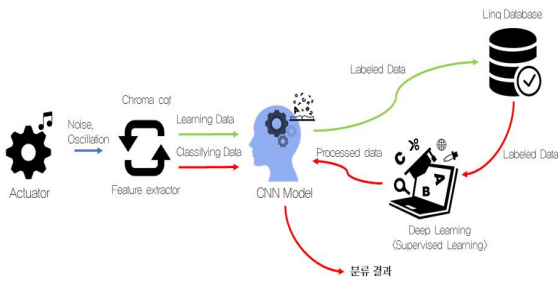 Linq Database
Labeled Data
Chroma cqt
Noise,
Oscillation
Learning Data
Classifying Data
Processed data
Labeled Data
Actuator
Feature extractor
CNN Model
A
B
Deep Learning
<Supervised Learning>
분류 결과